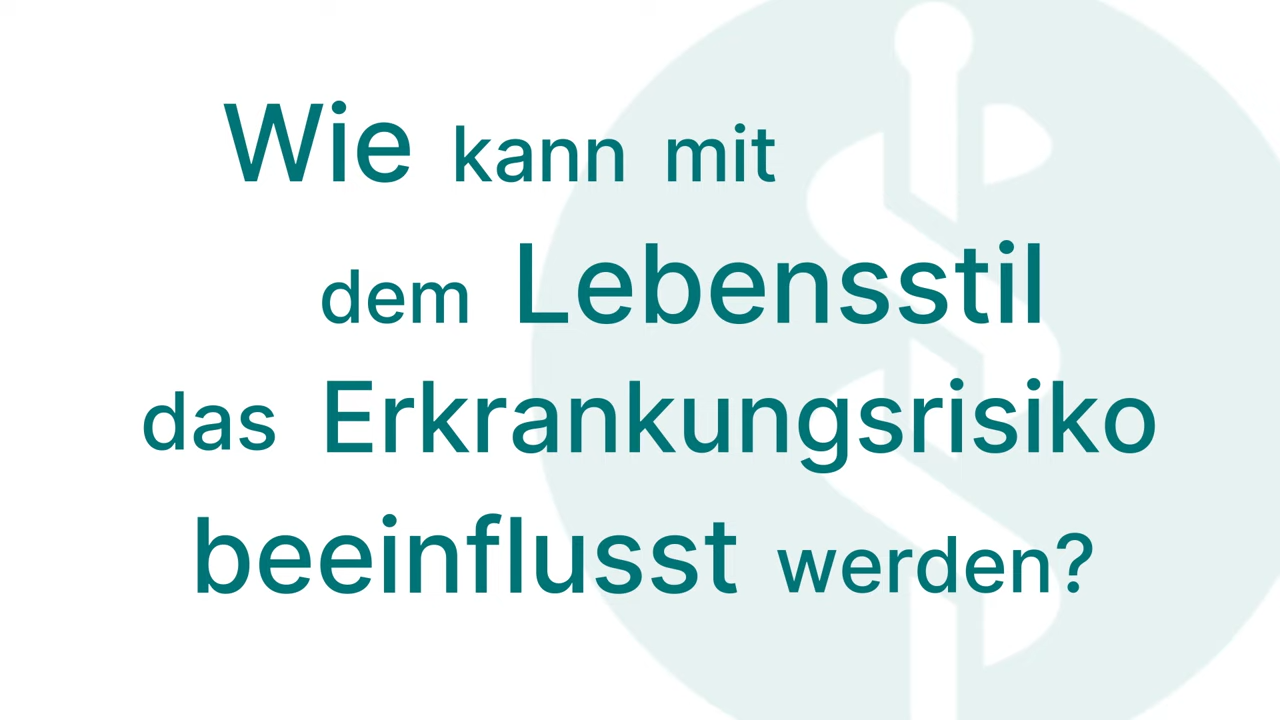 Wie kann mit
dem Lebensstil
das Erkrankungsrisiko
beeinflusst werden?